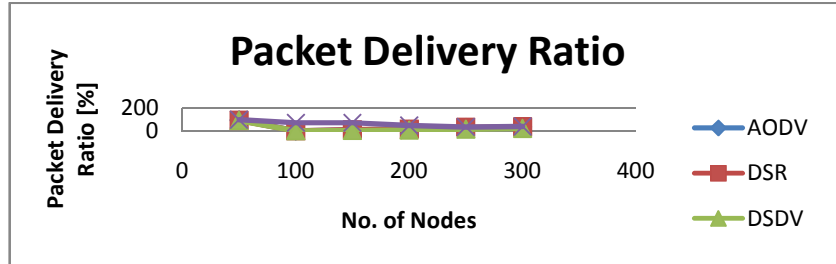 Packet Delivery Ratio
Packet Delivery
Ratio [%]
200
0
0 100 200 300 400
No. of Nodes
AODV
DSR
DSDV